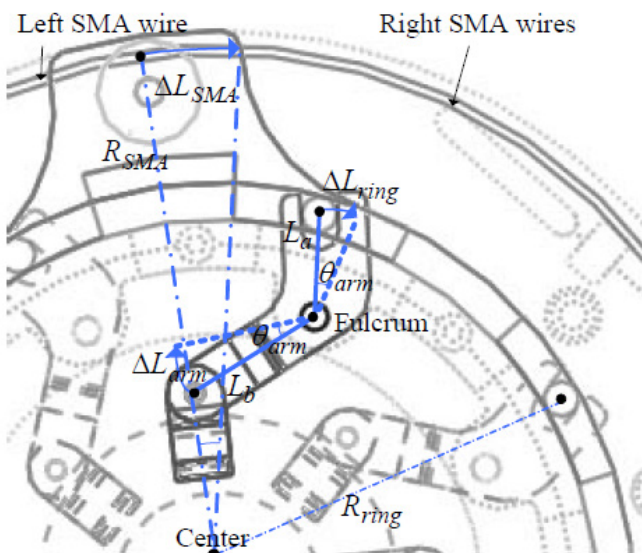 Left SMA wire
Right SMA wires
ΔL_SMA
R_SMA
ΔL_ring
L_a
θ_arm
Fulcrum
θ_arm
ΔL_arm
L_b
R_ring
Center